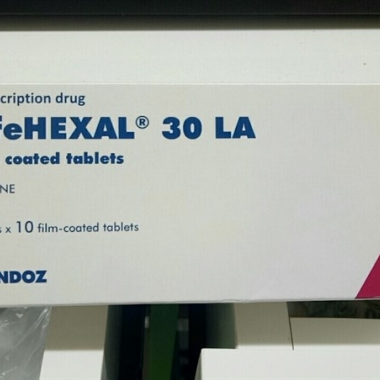 cription drug
feHEXAL® 30 LA
coated tablets
NE
s x 10 film-coated tablets
NDOZ